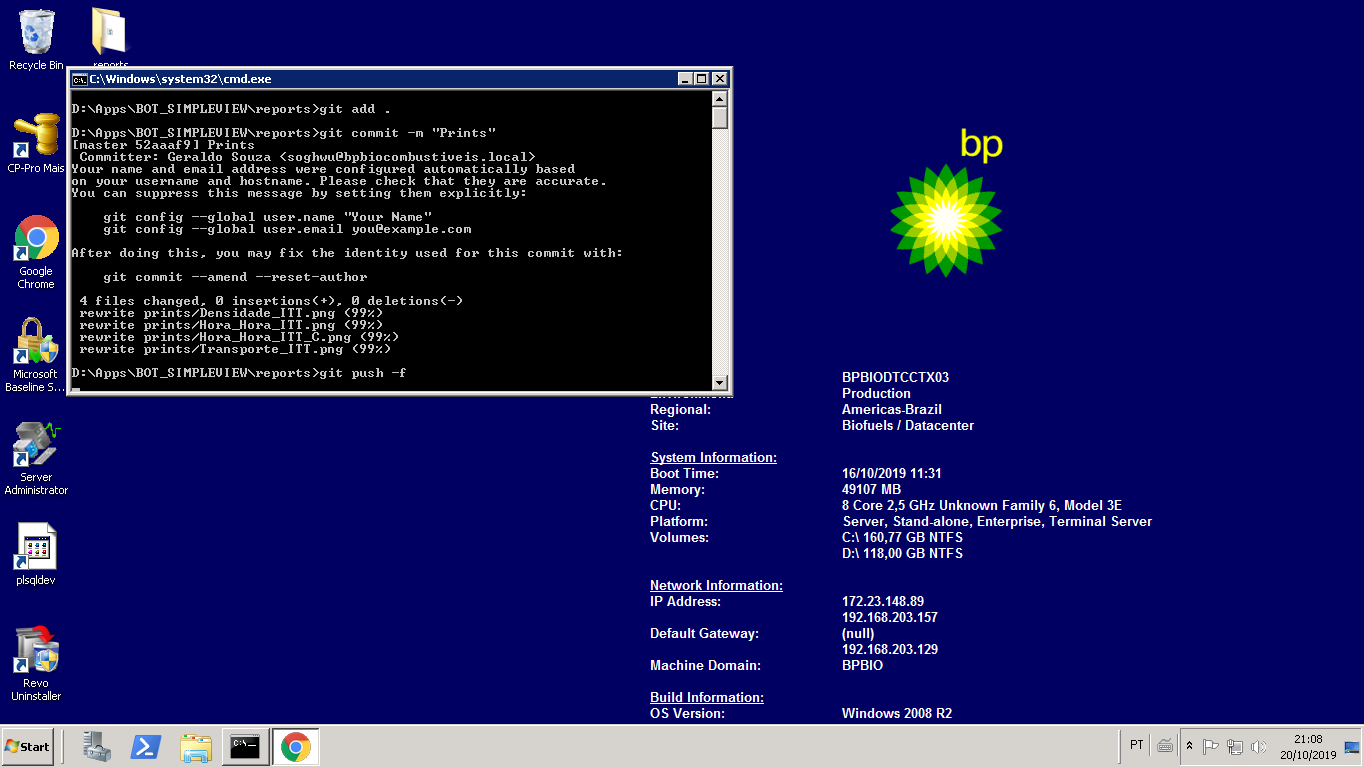 Recycle Bin
reports
CP-Pro Mais
Google
Chrome
Microsoft
Baseline S...
Server
Administrator
plsqldev
Revo
Uninstaller
C:\Windows\system32\cmd.exe
D:\Apps\BOT_SIMPLEVIEW\reports>git add .
D:\Apps\BOT_SIMPLEVIEW\reports>git commit -m "Prints"
[master 52aaaf9] Prints
Committer: Geraldo Souza <soghwu@bpbiocombustiveis.local>
Your name and email address were configured automatically based
on your username and hostname. Please check that they are accurate.
You can suppress this message by setting them explicitly:
git config --global user.name "Your Name"
git config --global user.email you@example.com
After doing this, you may fix the identity used for this commit with:
git commit --amend --reset-author
4 files changed, 0 insertions(+), 0 deletions(-)
rewrite prints/Densidade_ITT.png (99%)
rewrite prints/Hora_Hora_ITT.png (99%)
rewrite prints/Hora_Hora_ITT_C.png (99%)
rewrite prints/Transporte_ITT.png (99%)
D:\Apps\BOT_SIMPLEVIEW\reports>git push -f
bp
BPBIODTCCTX03
Environment: Production
Regional: Americas-Brazil
Site: Biofuels / Datacenter
System Information:
Boot Time: 16/10/2019 11:31
Memory: 49107 MB
CPU: 8 Core 2,5 GHz Unknown Family 6, Model 3E
Platform: Server, Stand-alone, Enterprise, Terminal Server
Volumes: C:\ 160,77 GB NTFS
D:\ 118,00 GB NTFS
Network Information:
IP Address: 172.23.148.89
192.168.203.157
Default Gateway: (null)
192.168.203.129
Machine Domain: BPBIO
Build Information:
OS Version: Windows 2008 R2
Start
C:\_
PT
21:08
20/10/2019